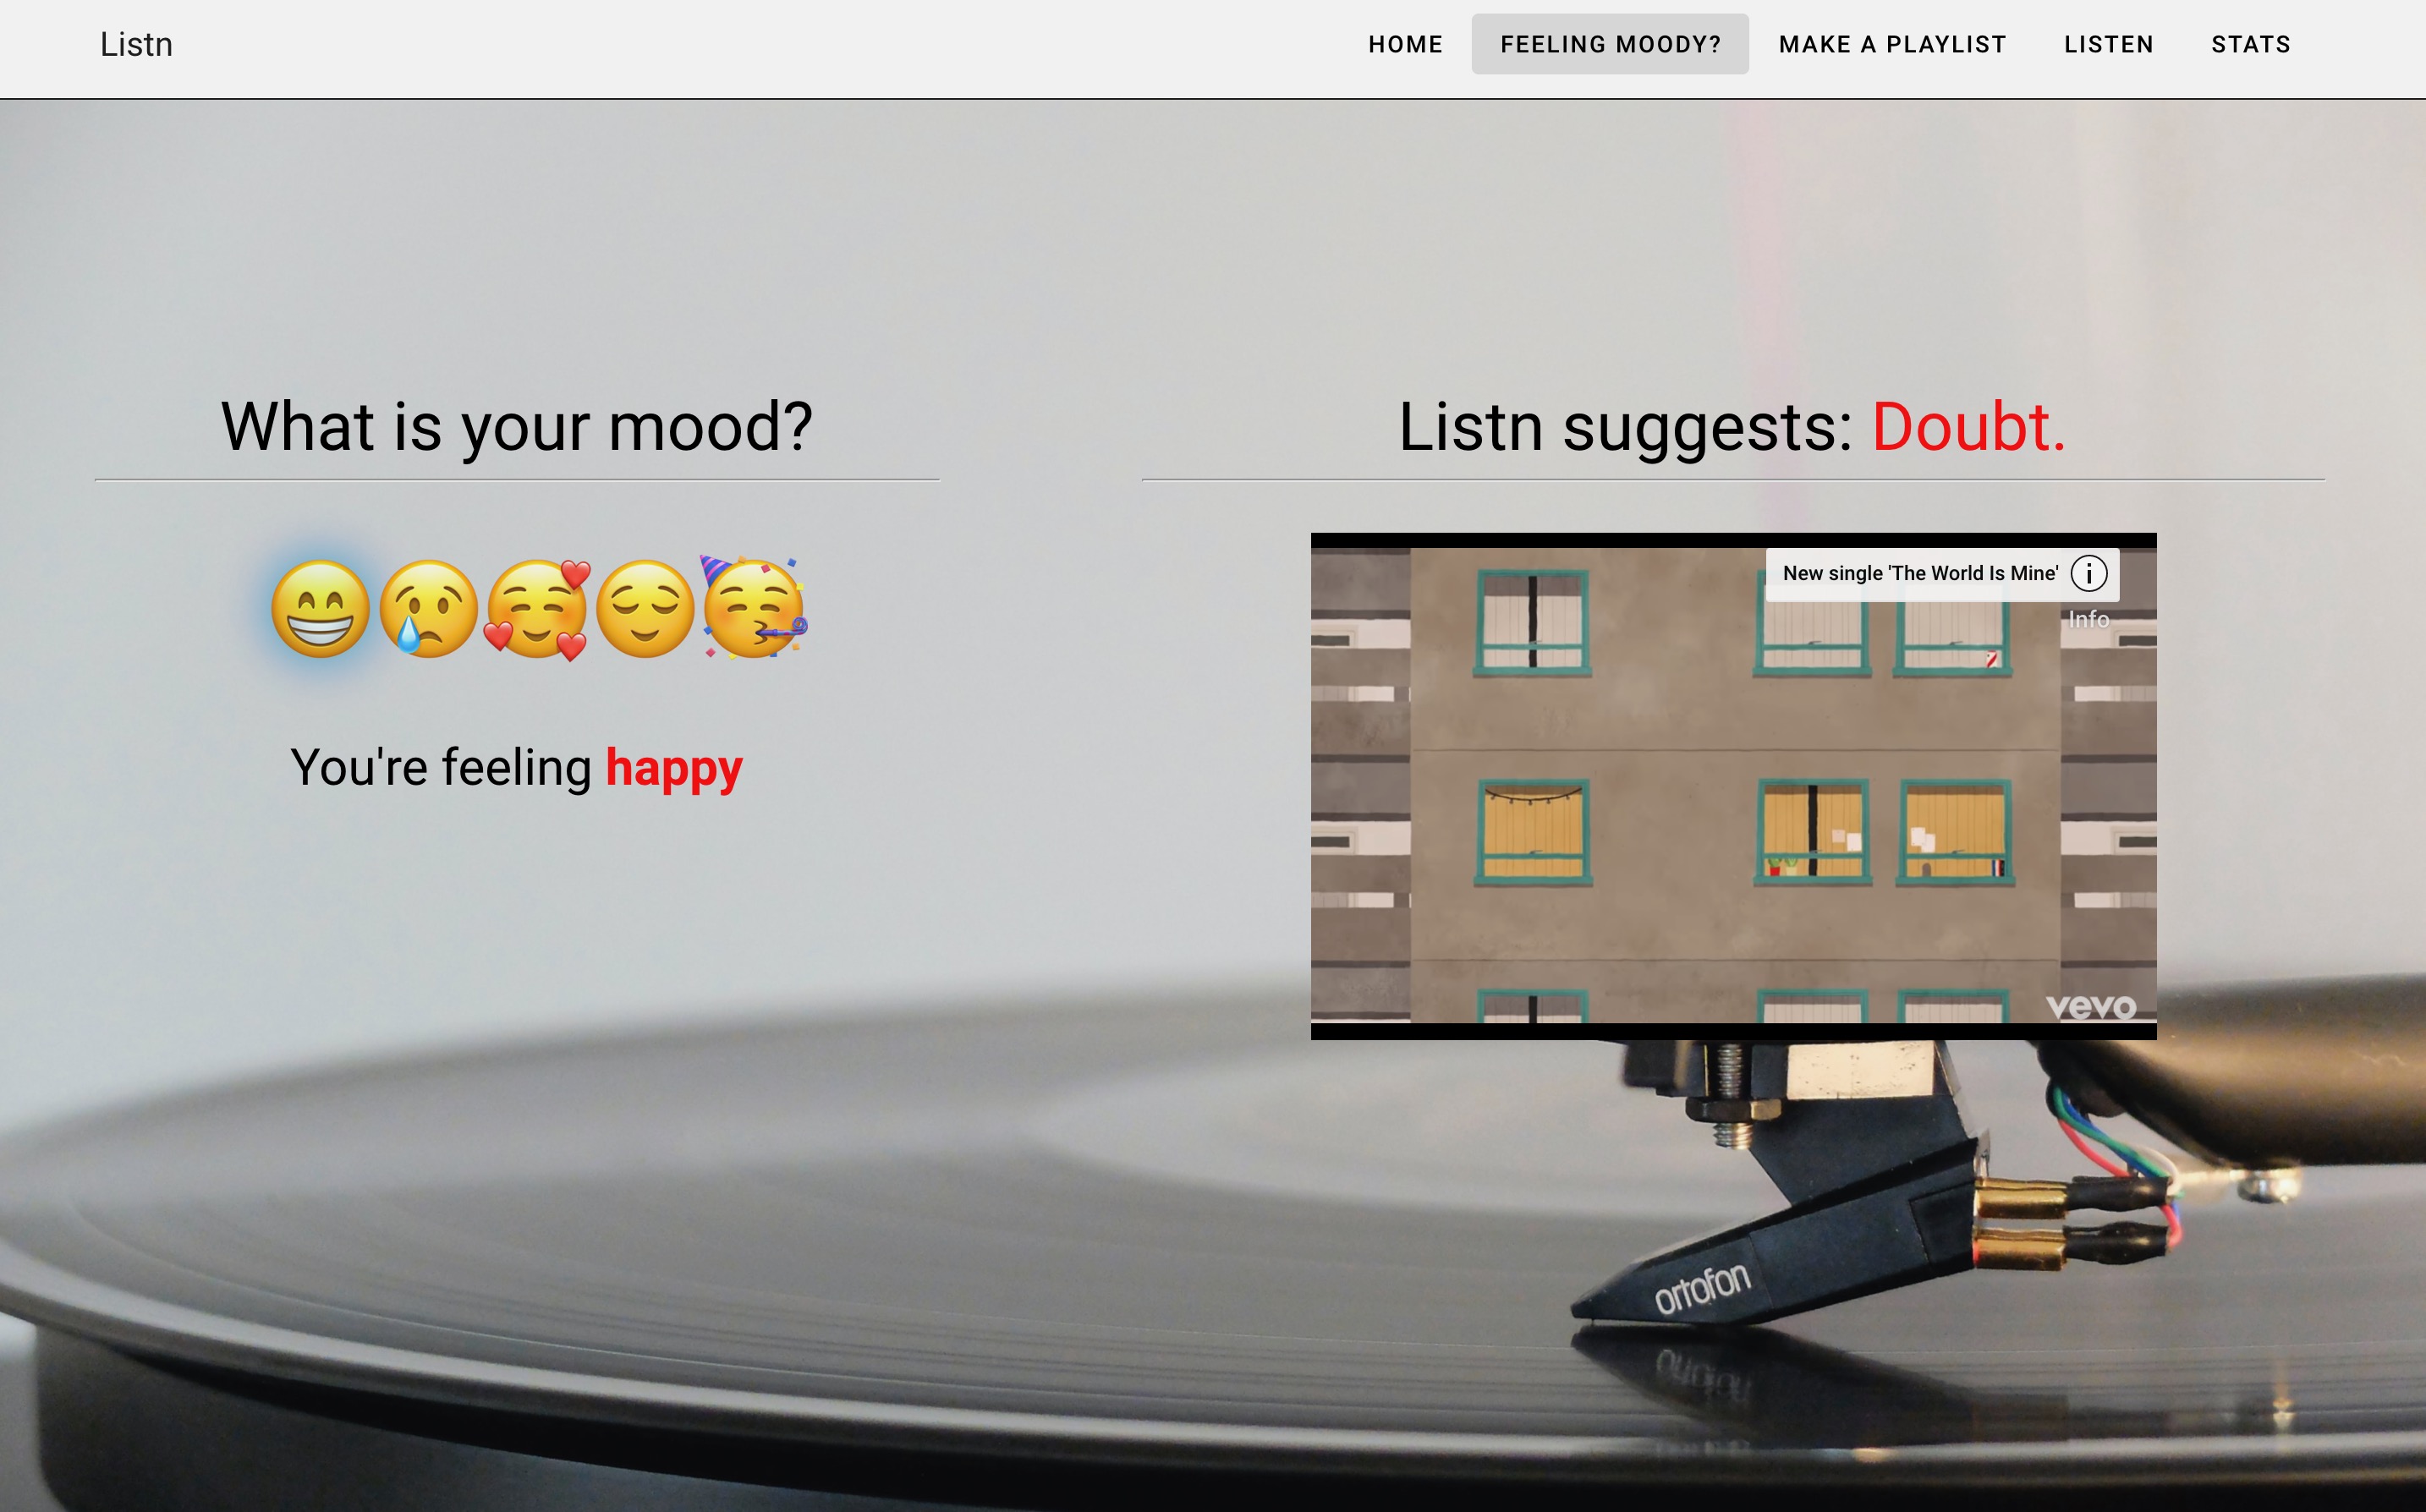 Listn
HOME
FEELING MOODY?
MAKE A PLAYLIST
LISTEN
STATS
What is your mood?
You're feeling happy
Listn suggests: Doubt.
New single 'The World Is Mine'
Info
vevo
ortofon